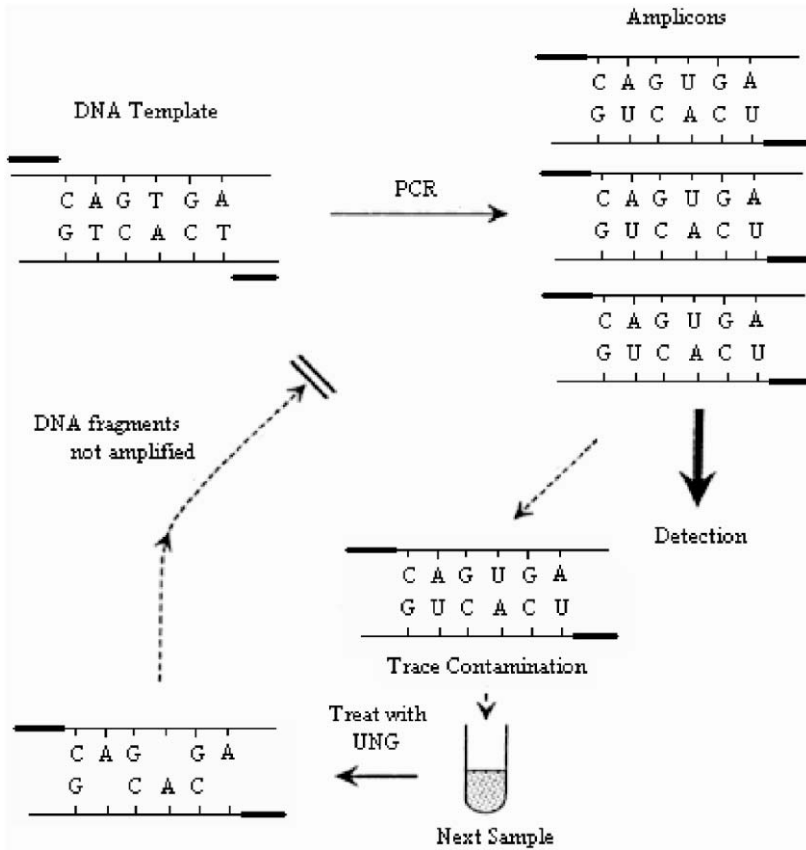 Amplicons
C A G U G A
G U C A C U
DNA Template
C A G T G A
G T C A C T
PCR
C A G U G A
G U C A C U
C A G U G A
G U C A C U
DNA fragments
not amplified
Detection
C A G U G A
G U C A C U
Trace Contamination
Treat with
UNG
C A G G A
G C A C
Next Sample